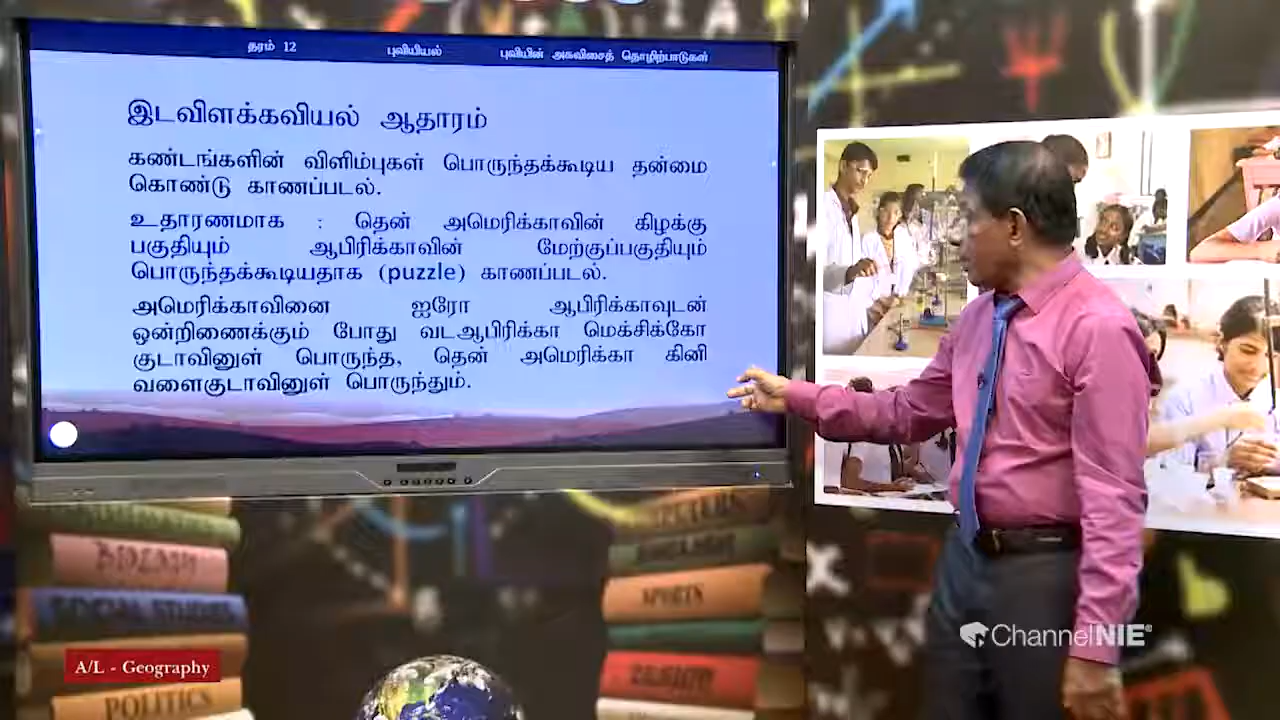 தரம் 12 புவியியல் புவியின் அகவிசைத் தொழிற்பாடுகள்
இடவிளக்கவியல் ஆதாரம்
கண்டங்களின் விளிம்புகள் பொருந்தக்கூடிய தன்மை
கொண்டு காணப்படல்.
உதாரணமாக : தென் அமெரிக்காவின் கிழக்கு
பகுதியும் ஆபிரிக்காவின் மேற்குப்பகுதியும்
பொருந்தக்கூடியதாக (puzzle) காணப்படல்.
அமெரிக்காவினை ஐரோ ஆபிரிக்காவுடன்
ஒன்றிணைக்கும் போது வடஆபிரிக்கா மெக்சிக்கோ
குடாவினுள் பொருந்த, தென் அமெரிக்கா கினி
வளைகுடாவினுள் பொருந்தும்.
BIOLOGY
SOCIAL STUDIES
POLITICS
SPORTS
RELIGION
A/L - Geography
ChannelNIE